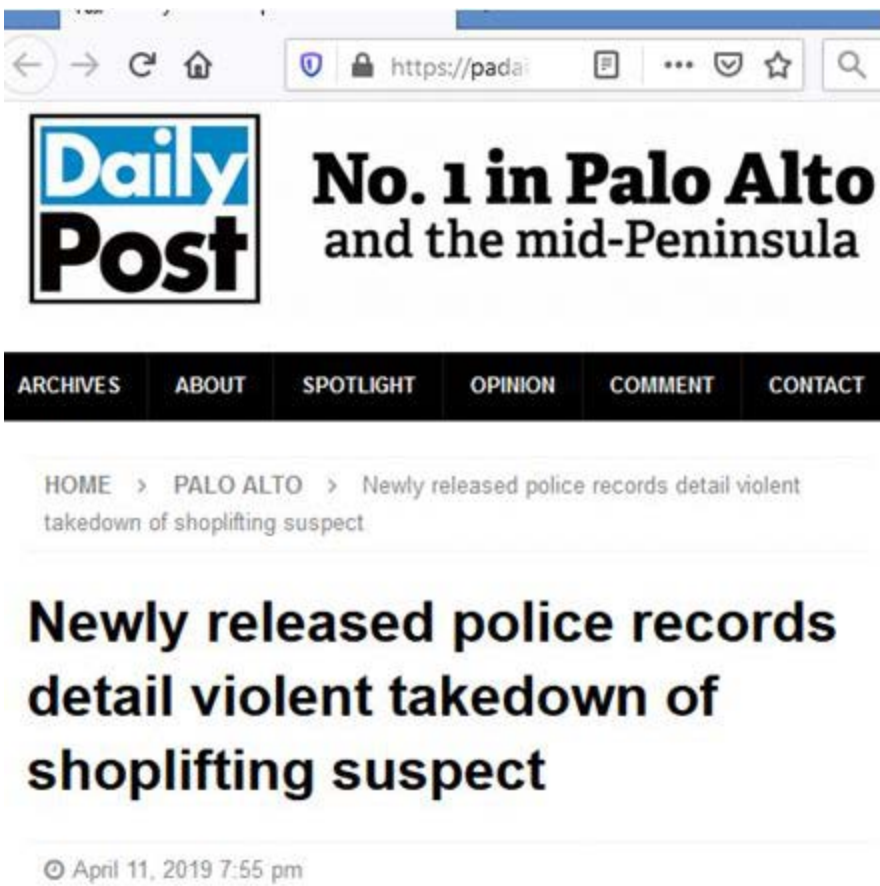 https://padai
Daily
Post
No. 1 in Palo Alto
and the mid-Peninsula
ARCHIVES ABOUT SPOTLIGHT OPINION COMMENT CONTACT
HOME > PALO ALTO > Newly released police records detail violent
takedown of shoplifting suspect
Newly released police records
detail violent takedown of
shoplifting suspect
April 11, 2019 7:55 pm